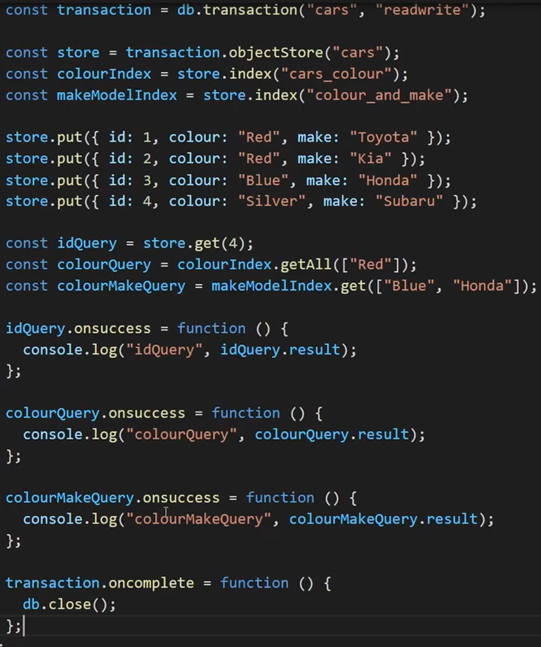 const transaction = db.transaction("cars", "readwrite");
const store = transaction.objectStore("cars");
const colourIndex = store.index("cars_colour");
const makeModelIndex = store.index("colour_and_make");
store.put({ id: 1, colour: "Red", make: "Toyota" });
store.put({ id: 2, colour: "Red", make: "Kia" });
store.put({ id: 3, colour: "Blue", make: "Honda" });
store.put({ id: 4, colour: "Silver", make: "Subaru" });
const idQuery = store.get(4);
const colourQuery = colourIndex.getAll(["Red"]);
const colourMakeQuery = makeModelIndex.get(["Blue", "Honda"]);
idQuery.onsuccess = function () {
  console.log("idQuery", idQuery.result);
};
colourQuery.onsuccess = function () {
  console.log("colourQuery", colourQuery.result);
};
colourMakeQuery.onsuccess = function () {
  console.log("colourMakeQuery", colourMakeQuery.result);
};
transaction.oncomplete = function () {
  db.close();
};